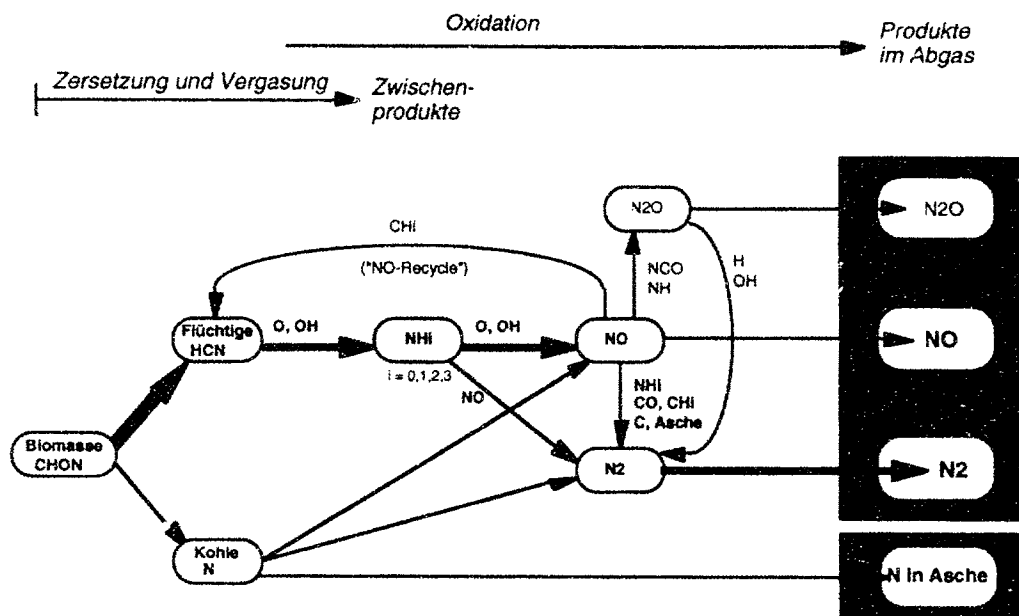 Oxidation
Produkte
im Abgas
Zersetzung und Vergasung
Zwischen-
produkte
N2O
N2O
CHi
("NO-Recycle")
NCO
NH
H
OH
Flüchtige
HCN
O, OH
NHi
i = 0,1,2,3
O, OH
NO
NO
NO
NHi
CO, CHi
C, Asche
Biomasse
CHON
N2
N2
Kohle
N
N in Asche